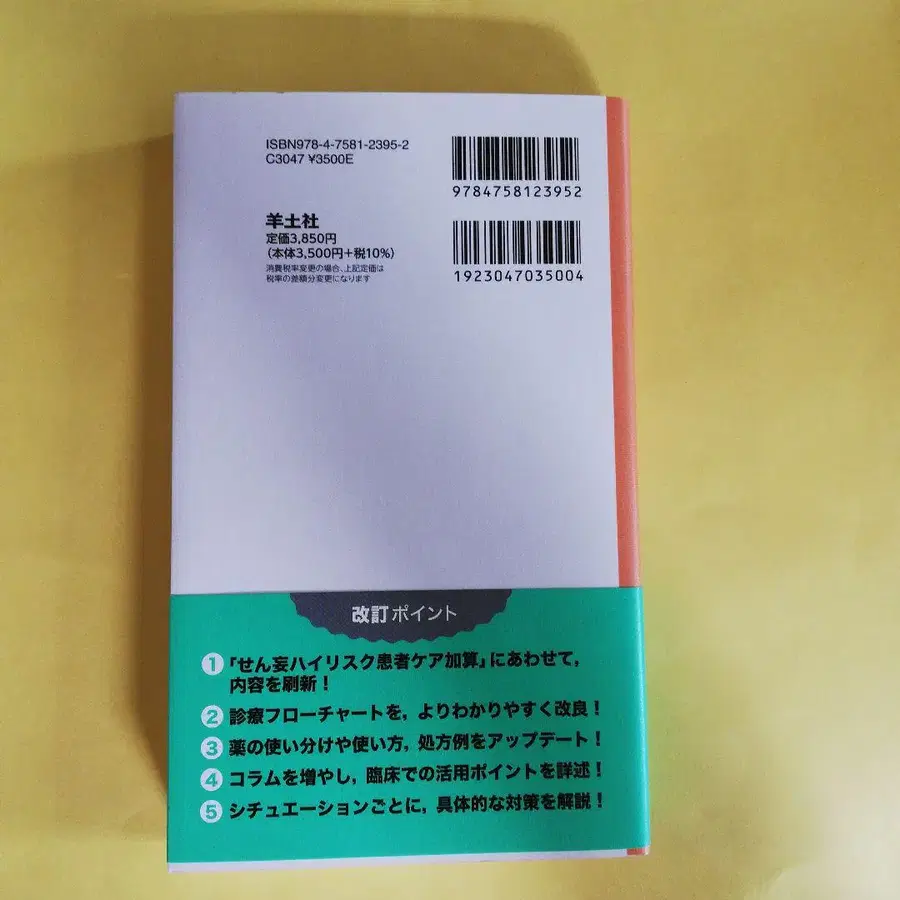 ISBN978-4-7581-2395-2
C3047 ¥3500E
9784758123952
羊土社
定価3,850円
(本体3,500円+税10%)
消費税率変更の場合、上記定価は
税率の差額分変更になります
1923047035004
改訂ポイント
1 「せん妄ハイリスク患者ケア加算」にあわせて，
内容を刷新！
2 診療フローチャートを，よりわかりやすく改良！
3 薬の使い分けや使い方，処方例をアップデート！
4 コラムを増やし，臨床での活用ポイントを詳述！
5 シチュエーションごとに，具体的な対策を解説！